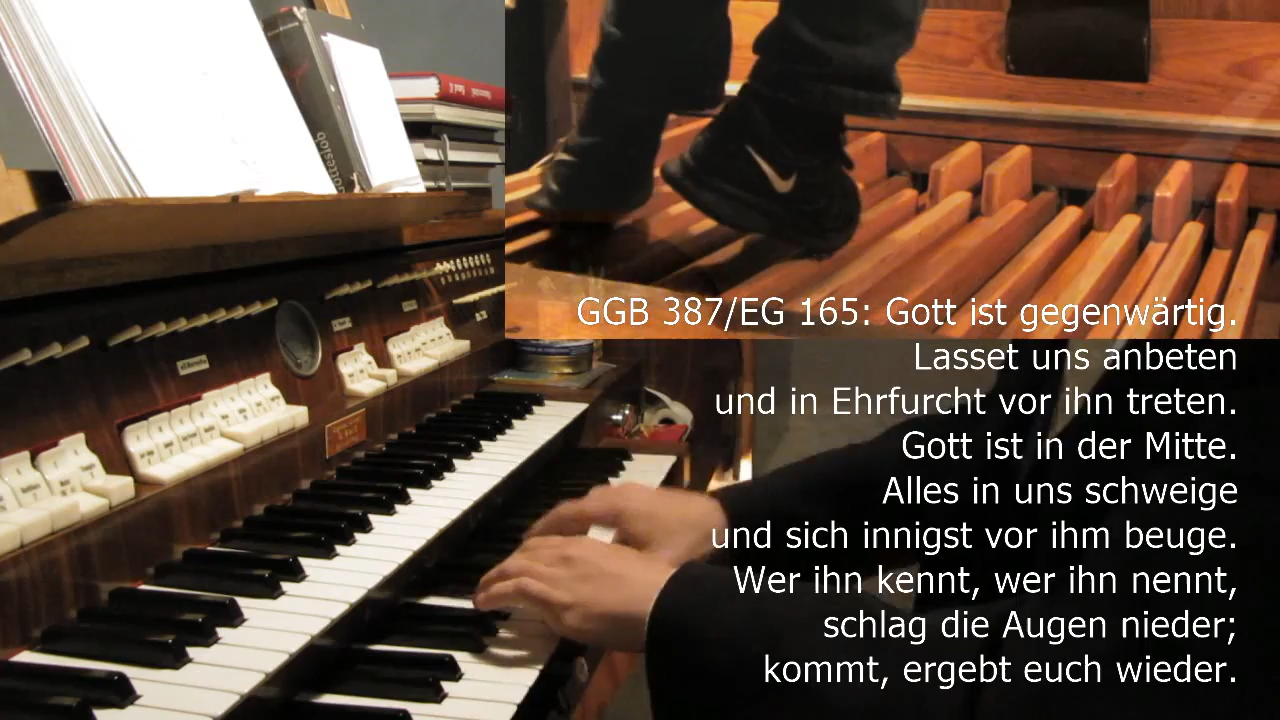 Gotteslob
GGB 387/EG 165: Gott ist gegenwärtig.
Lasset uns anbeten
und in Ehrfurcht vor ihn treten.
Gott ist in der Mitte.
Alles in uns schweige
und sich innigst vor ihm beuge.
Wer ihn kennt, wer ihn nennt,
schlag die Augen nieder;
kommt, ergebt euch wieder.